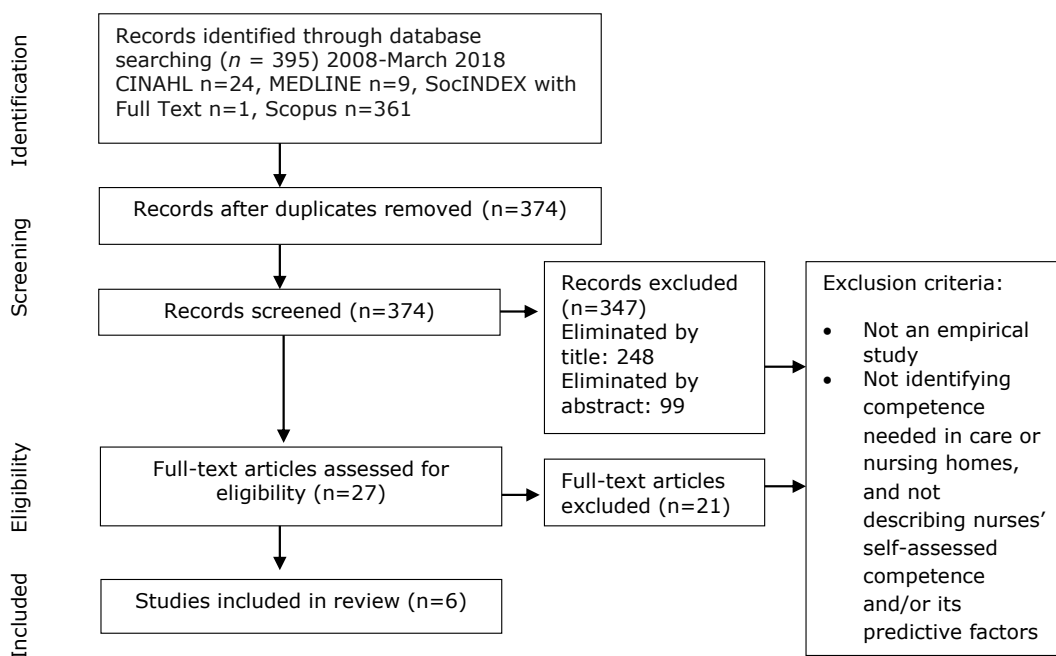 Identification
Records identified through database
searching (n = 395) 2008-March 2018
CINAHL n=24, MEDLINE n=9, SocINDEX with
Full Text n=1, Scopus n=361
Screening
Records after duplicates removed (n=374)
Records screened (n=374)
Records excluded
(n=347)
Eliminated by
title: 248
Eliminated by
abstract: 99
Exclusion criteria:
• Not an empirical
study
• Not identifying
competence
needed in care or
nursing homes,
and not
describing nurses’
self-assessed
competence
and/or its
predictive factors
Eligibility
Full-text articles assessed for
eligibility (n=27)
Full-text articles
excluded (n=21)
Included
Studies included in review (n=6)